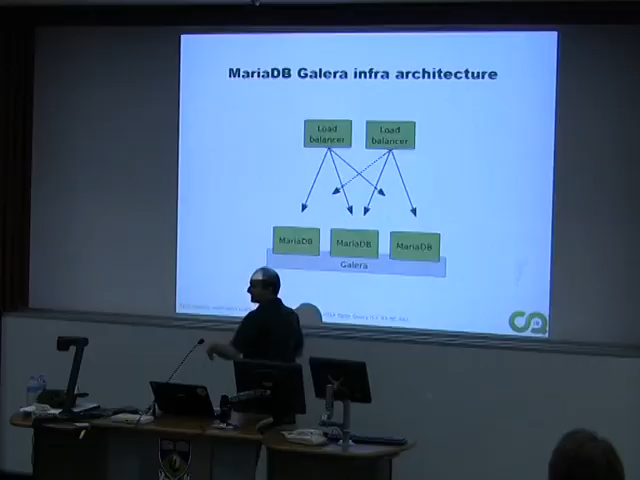 MariaDB Galera infra architecture
Load
balancer
Load
balancer
MariaDB
MariaDB
MariaDB
Galera